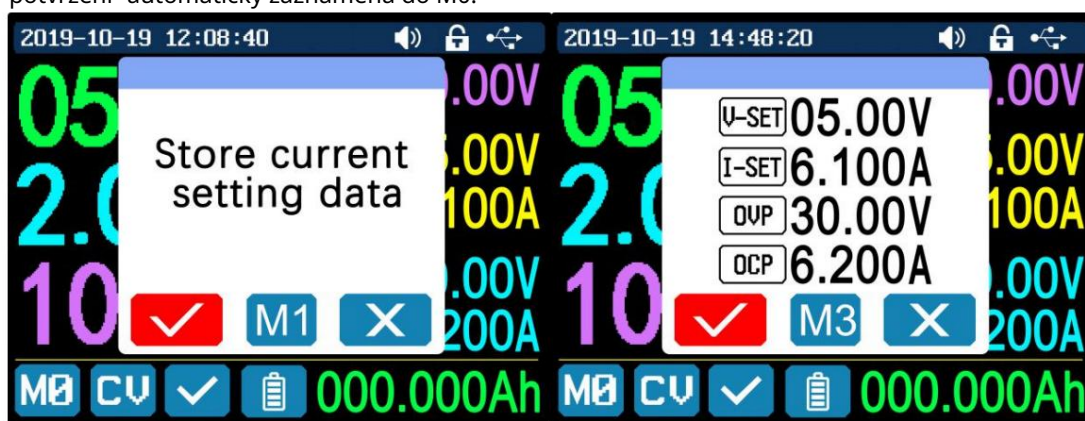 potvrzení" automaticky zaznamená do M0.
2019-10-19 12:08:40
05
.00V
Store current
setting data
.00V
2.0
100A
10
.00V
M1
200A
M0 CV 000.000Ah
2019-10-19 14:48:20
05
.00V
V-SET 05.00V
I-SET 6.100A
.00V
2.0
100A
OVP 30.00V
OCP 6.200A
10
.00V
M3
200A
M0 CV 000.000Ah